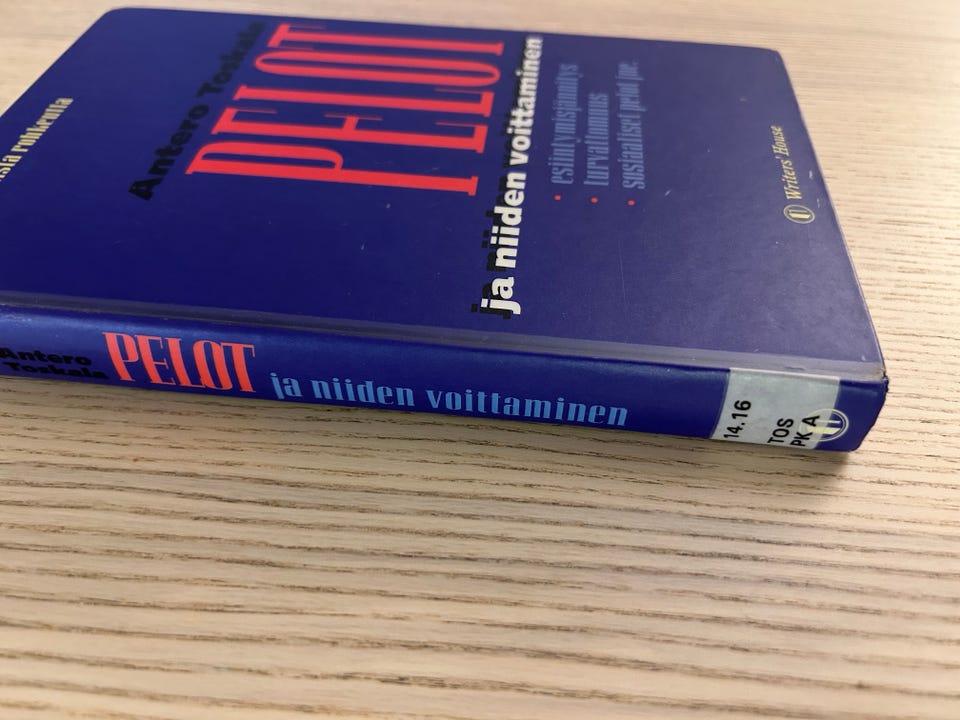 Antero Toskala
PELOT
ja niiden voittaminen
• esiintymisjännitys
• turvattomuus
• sosiaaliset pelot jne.
Writers' House
Antero
Toskala
PELOT
ja niiden voittaminen
14.16
TOS
PK A